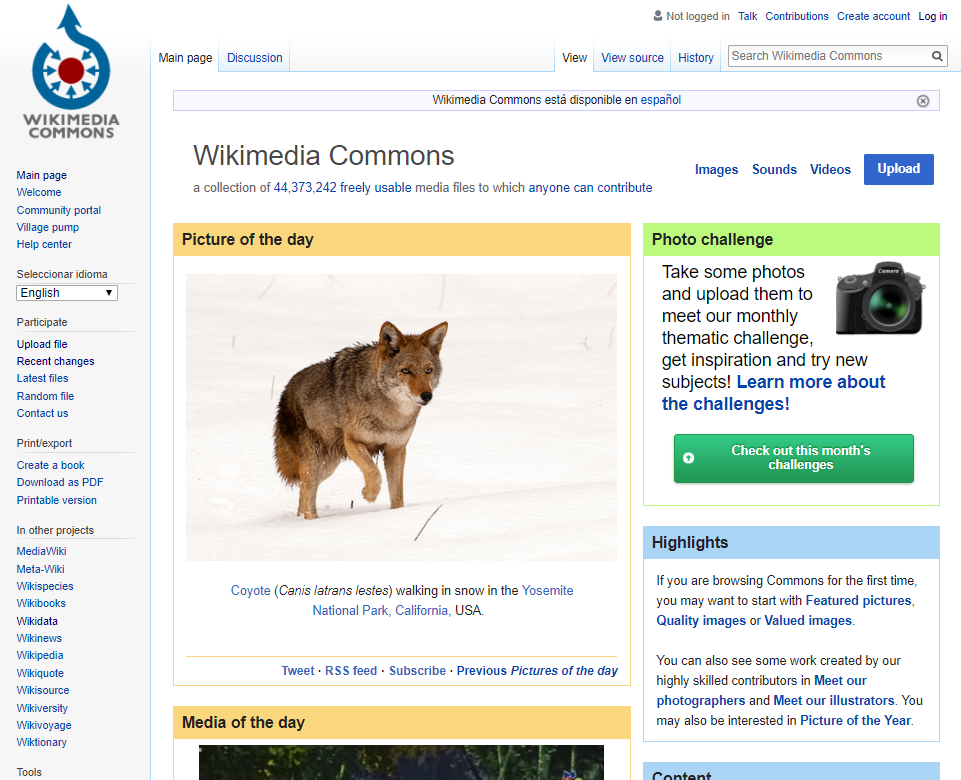 Not logged in Talk Contributions Create account Log in
Main page Discussion View View source History Search Wikimedia Commons
WIKIMEDIA
COMMONS
Wikimedia Commons está disponible en español
Wikimedia Commons
a collection of 44,373,242 freely usable media files to which anyone can contribute
Images Sounds Videos Upload
Main page
Welcome
Community portal
Village pump
Help center
Seleccionar idioma
English
Participate
Upload file
Recent changes
Latest files
Random file
Contact us
Print/export
Create a book
Download as PDF
Printable version
In other projects
MediaWiki
Meta-Wiki
Wikispecies
Wikibooks
Wikidata
Wikinews
Wikipedia
Wikiquote
Wikisource
Wikiversity
Wikivoyage
Wiktionary
Tools
Picture of the day
Coyote (Canis latrans lestes) walking in snow in the Yosemite
National Park, California, USA.
Tweet · RSS feed · Subscribe · Previous Pictures of the day
Media of the day
Photo challenge
Take some photos
and upload them to
meet our monthly
thematic challenge,
get inspiration and try new
subjects! Learn more about
the challenges!
Camera
Check out this month's
challenges
Highlights
If you are browsing Commons for the first time,
you may want to start with Featured pictures,
Quality images or Valued images.
You can also see some work created by our
highly skilled contributors in Meet our
photographers and Meet our illustrators. You
may also be interested in Picture of the Year.
Content